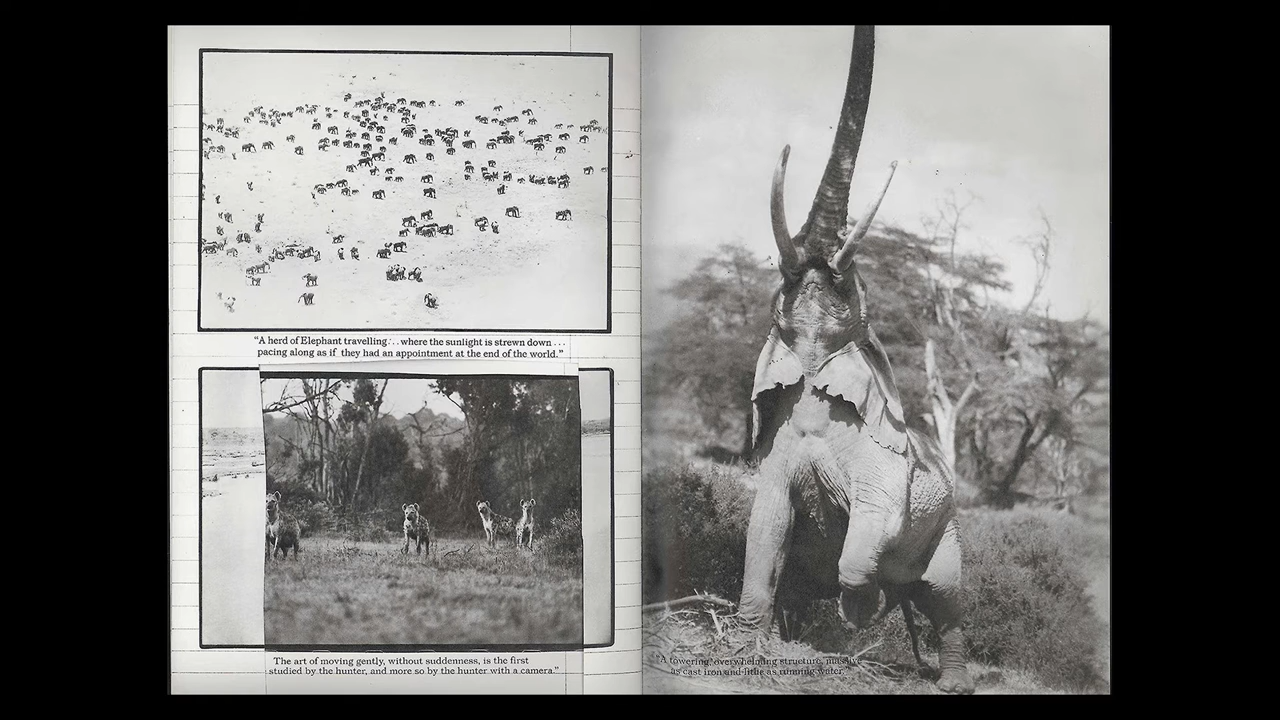 "A herd of Elephant travelling . . . where the sunlight is strewn down . . .
pacing along as if they had an appointment at the end of the world."
The art of moving gently, without suddenness, is the first
studied by the hunter, and more so by the hunter with a camera."
"A towering, overwhelming structure, massive
as cast iron and lithe as running water."